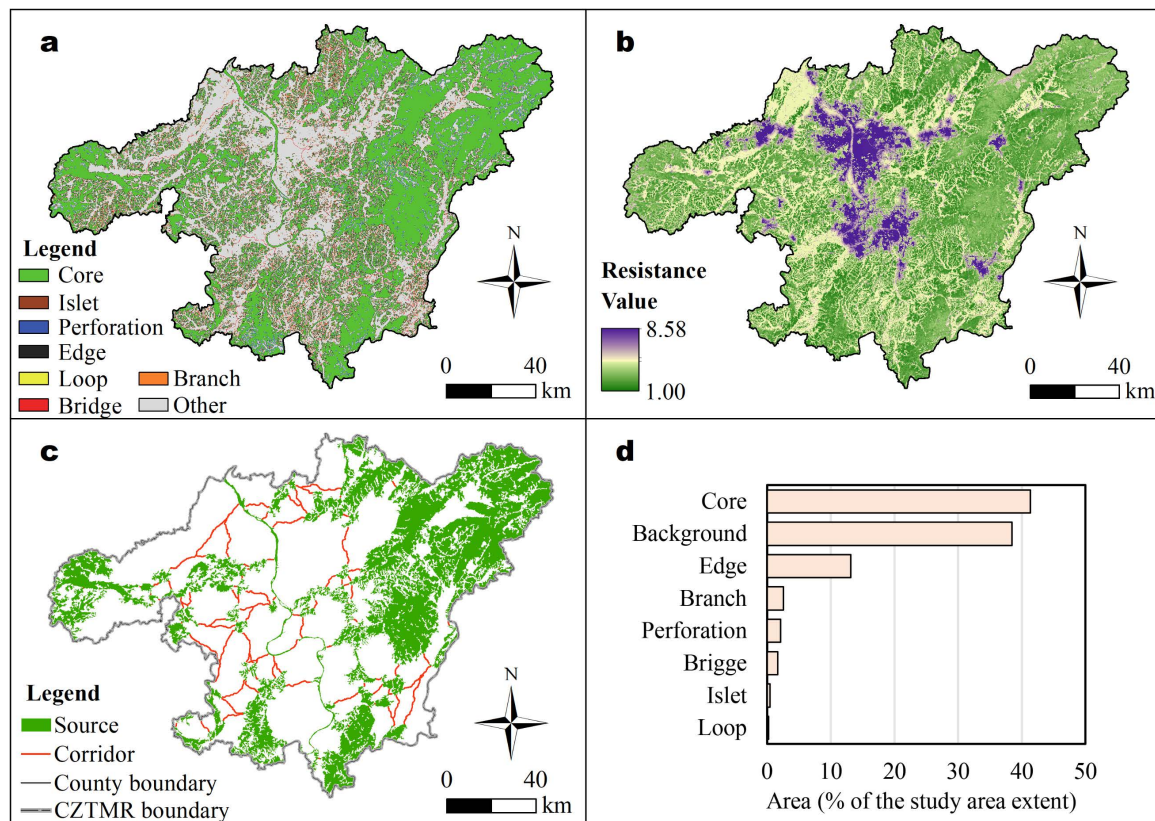 a
Legend
Core
Islet
Perforation
Edge
Loop
Branch
Bridge
Other
N
0 40
km
b
Resistance
Value
8.58
1.00
N
0 40
km
c
Legend
Source
Corridor
County boundary
CZTMR boundary
N
0 40
km
d
Core
Background
Edge
Branch
Perforation
Brigge
Islet
Loop
0 10 20 30 40 50
Area (% of the study area extent)